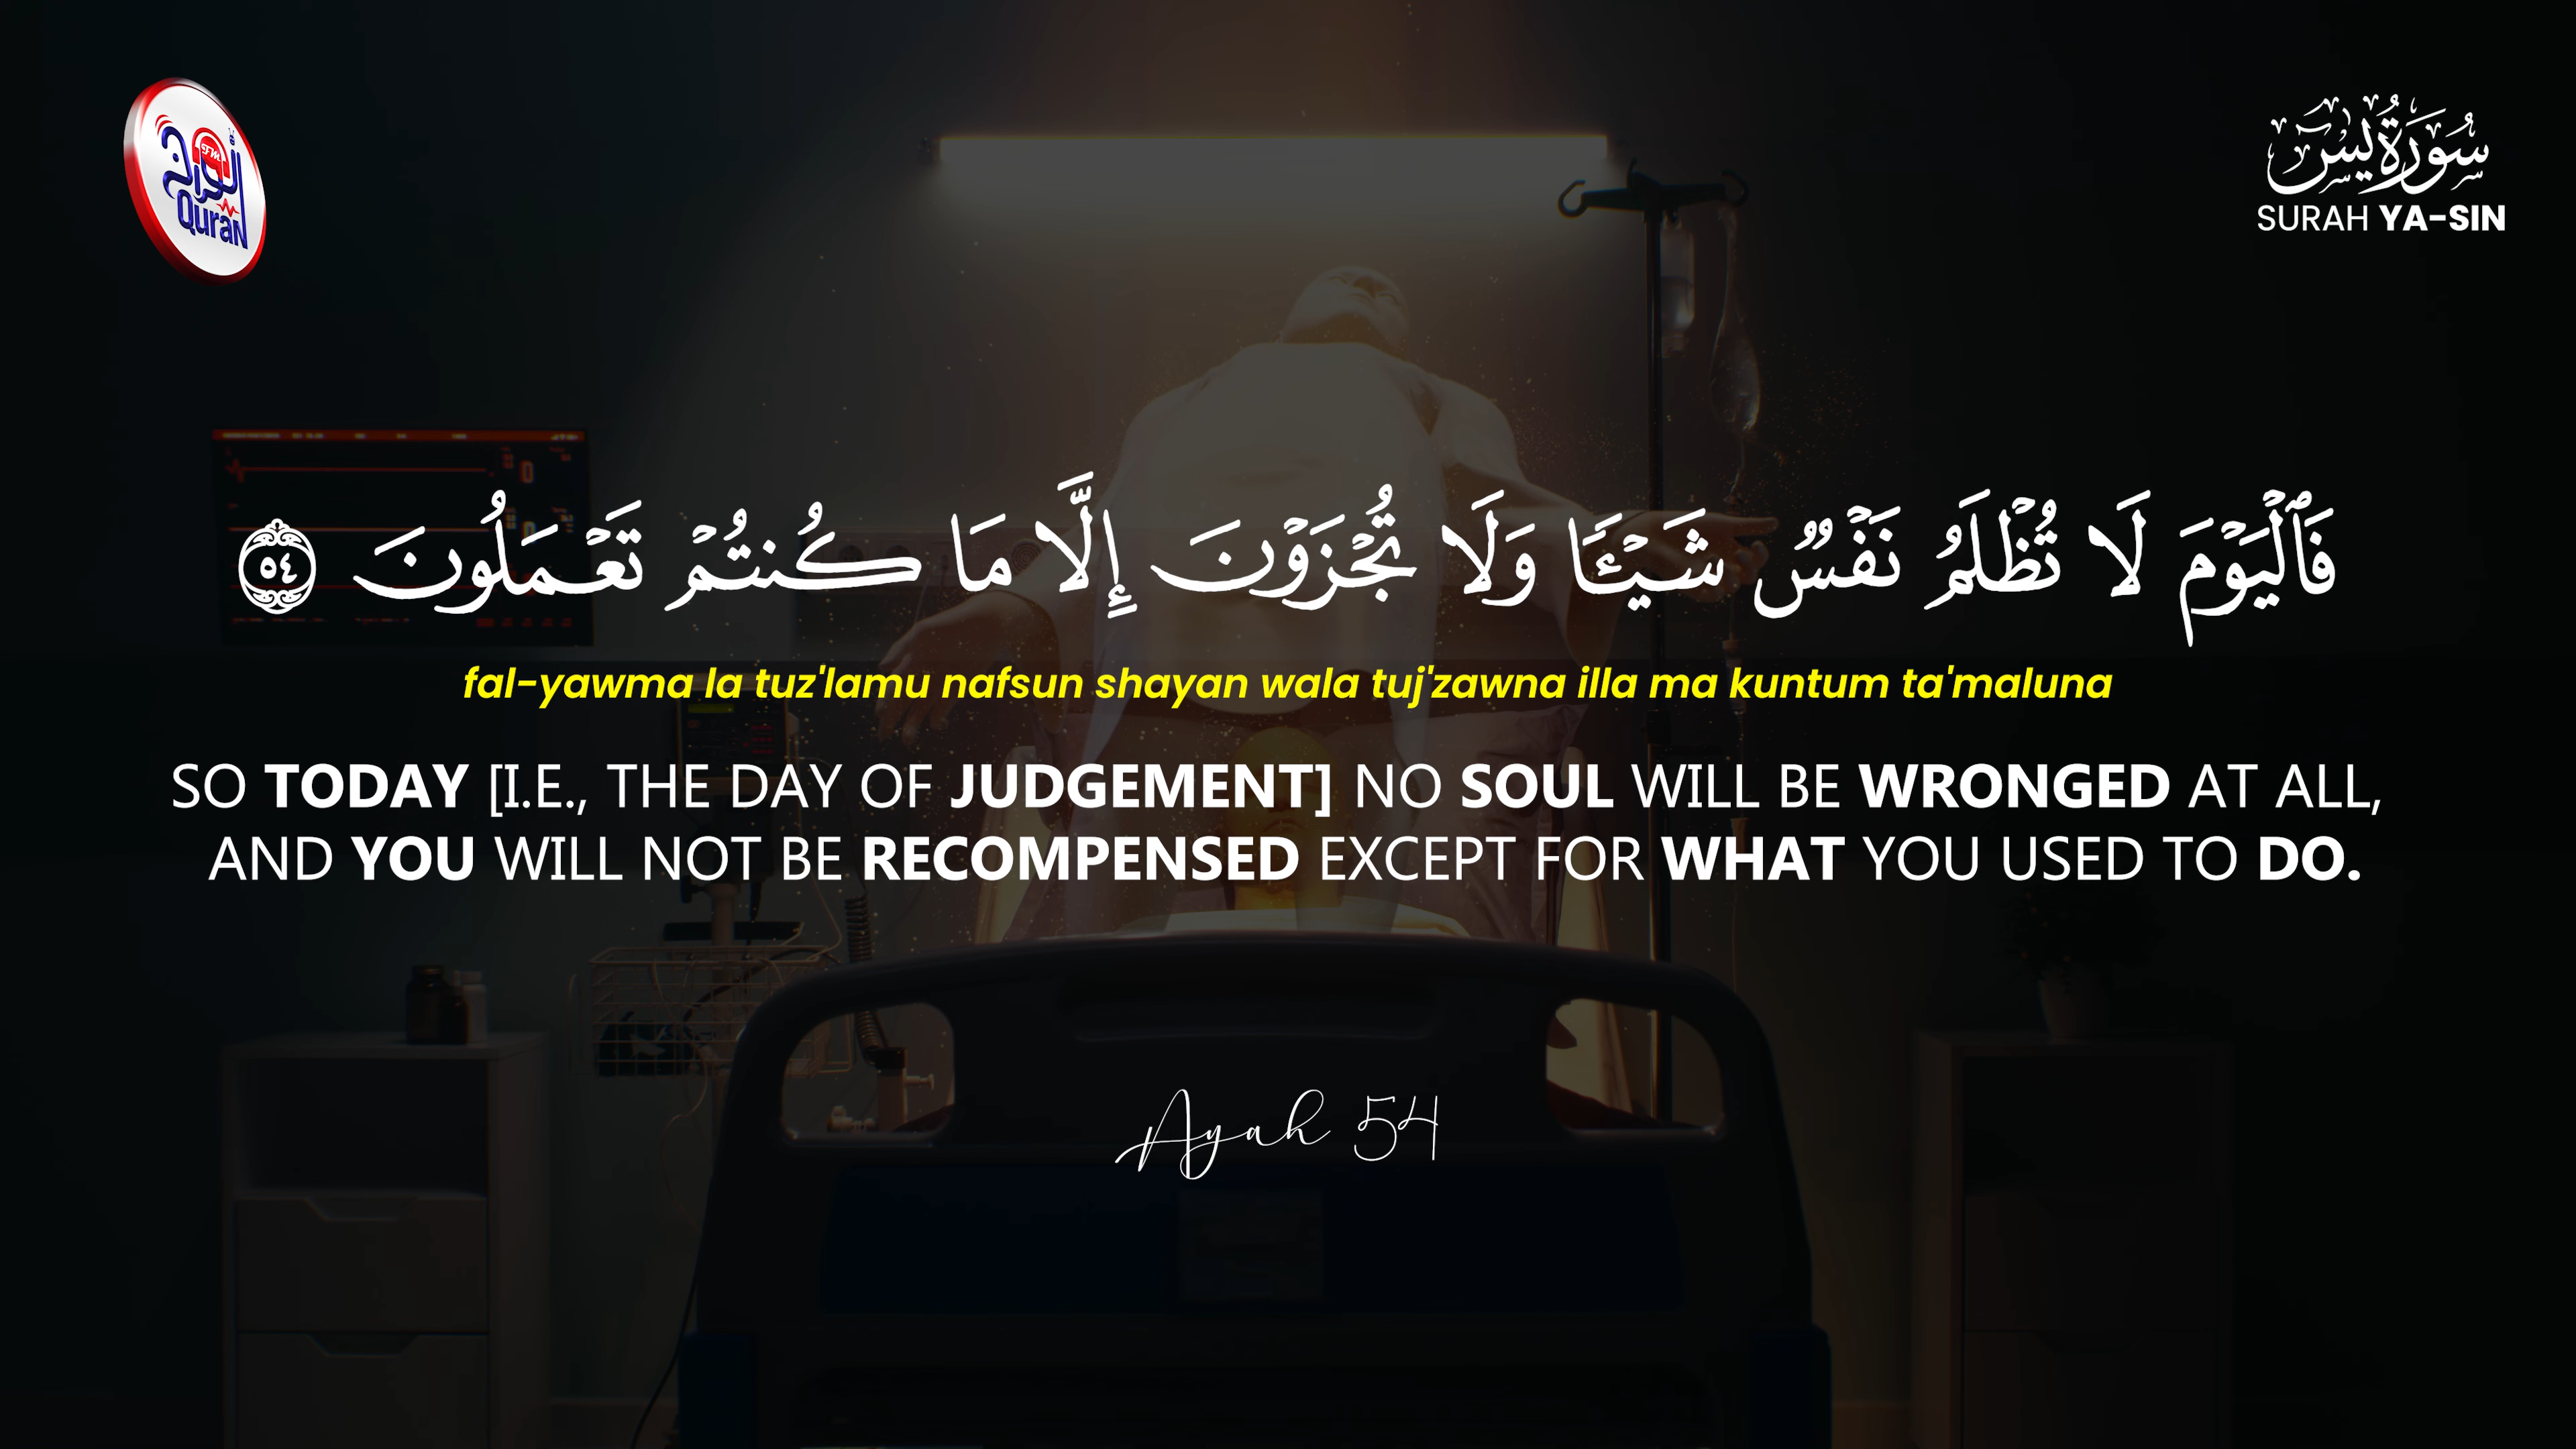 أنوراج
FM
Quran
سُورَةُ يسٓ
SURAH YA-SIN
فَٱلْيَوْمَ لَا تُظْلَمُ نَفْسٌ شَيْـًٔا وَلَا تُجْزَوْنَ إِلَّا مَا كُنتُمْ تَعْمَلُونَ ٥٤
fal-yawma la tuz'lamu nafsun shayan wala tuj'zawna illa ma kuntum ta'maluna
SO TODAY [I.E., THE DAY OF JUDGEMENT] NO SOUL WILL BE WRONGED AT ALL,
AND YOU WILL NOT BE RECOMPENSED EXCEPT FOR WHAT YOU USED TO DO.
Ayah 54